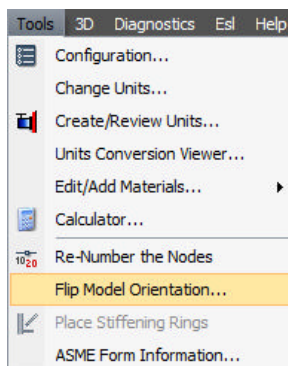 Tools 3D Diagnostics Esl Help
Configuration...
Change Units...
Create/Review Units...
Units Conversion Viewer...
Edit/Add Materials...
Calculator...
1020 Re-Number the Nodes
Flip Model Orientation...
Place Stiffening Rings
ASME Form Information...